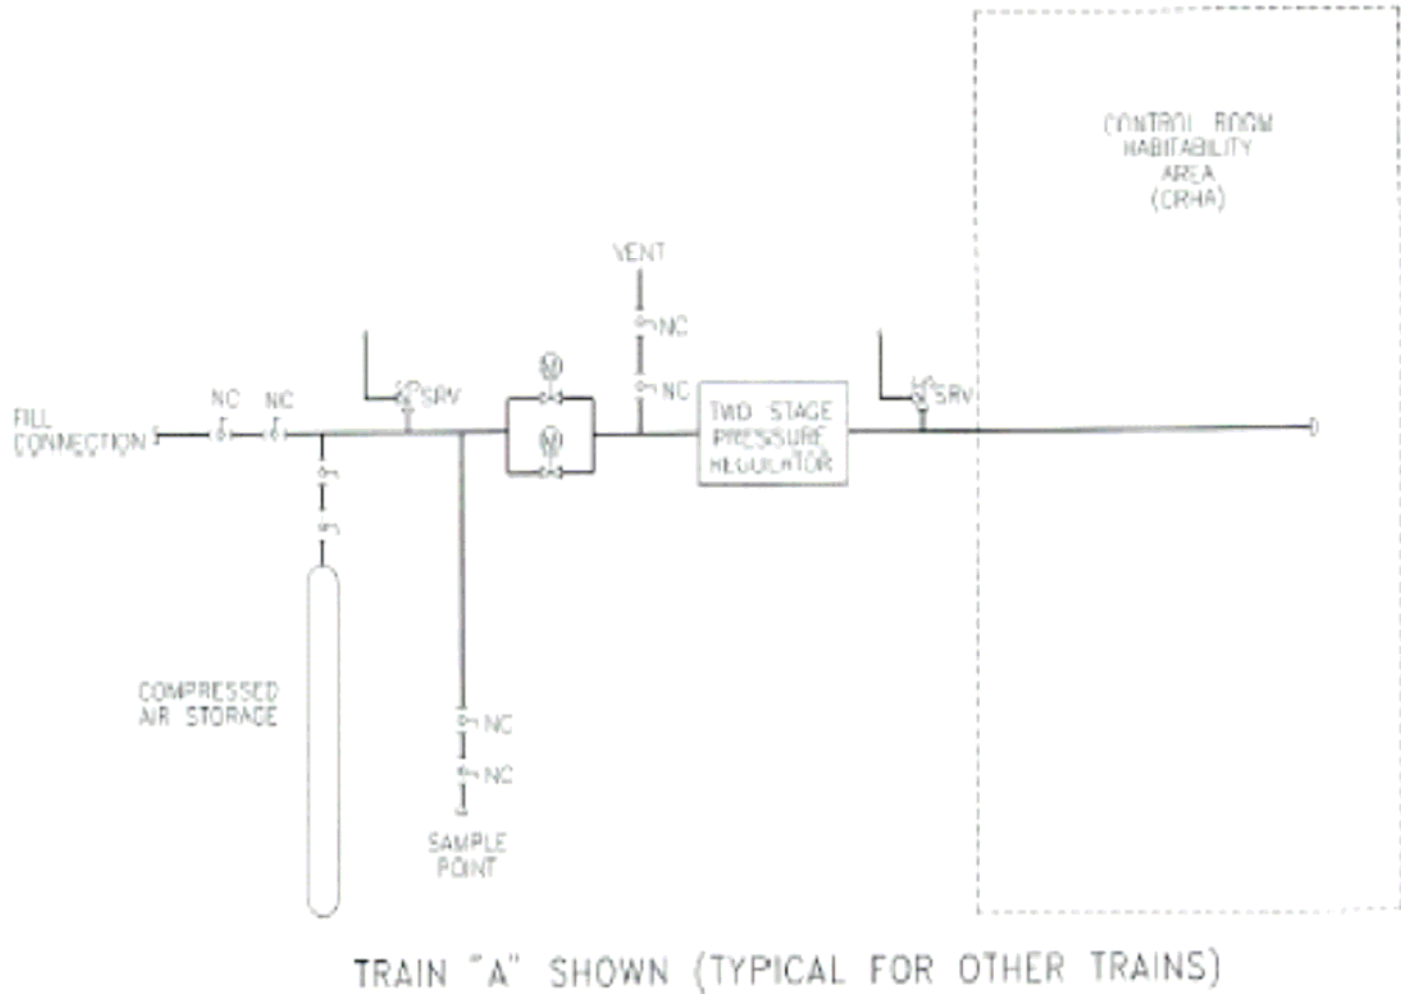 CONTROL ROOM
HABITABILITY
AREA
(CRHA)
VENT
NC
NC
SRV
SRV
NC
NC
M
M
FILL
CONNECTION
TWO STAGE
PRESSURE
REGULATOR
COMPRESSED
AIR STORAGE
NC
NC
SAMPLE
POINT
TRAIN "A" SHOWN (TYPICAL FOR OTHER TRAINS)